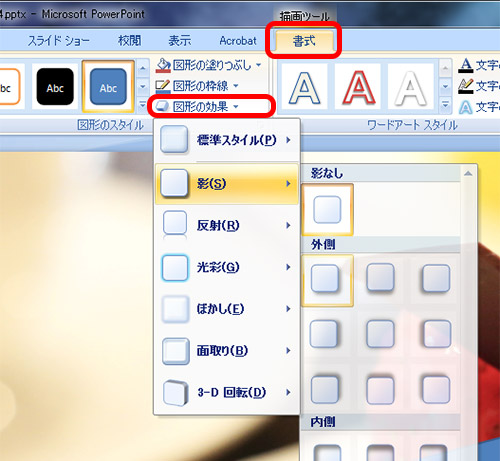 4.pptx - Microsoft PowerPoint
描画ツール
スライド ショー
校閲
表示
Acrobat
書式
Abc
Abc
Abc
図形の塗りつぶし
図形の枠線
図形の効果
A
A
A
A 文字の
A 文字の
A 文字の
図形のスタイル
ワードアート スタイル
標準スタイル(P)
影(S)
反射(R)
光彩(G)
ぼかし(E)
面取り(B)
3-D 回転(D)
影なし
外側
内側